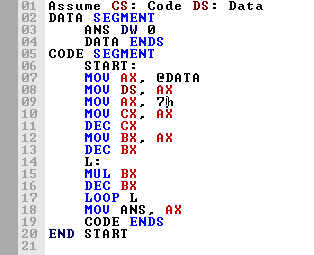 01 Assume CS: Code DS: Data
02 DATA SEGMENT
03 ANS DW 0
04 DATA ENDS
05 CODE SEGMENT
06 START:
07 MOV AX, @DATA
08 MOV DS, AX
09 MOV AX, 7h
10 MOV CX, AX
11 DEC CX
12 MOV BX, AX
13 DEC BX
14 L:
15 MUL BX
16 DEC BX
17 LOOP L
18 MOV ANS, AX
19 CODE ENDS
20 END START
21